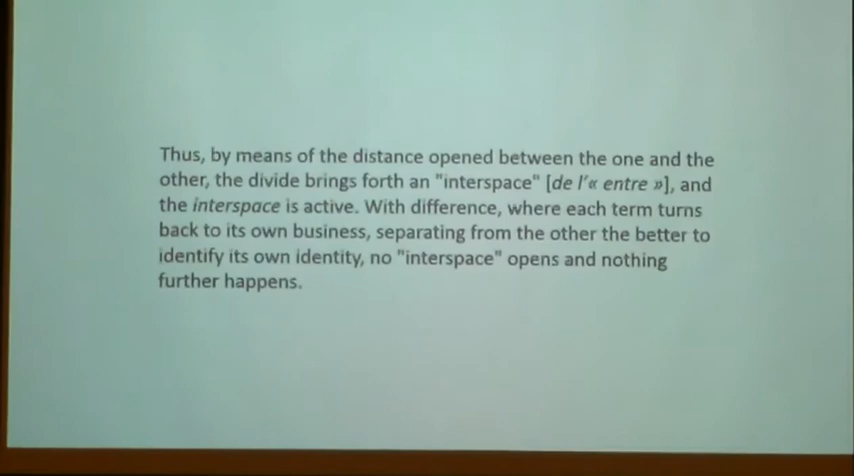 Thus, by means of the distance opened between the one and the
other, the divide brings forth an "interspace" [de l'« entre »], and
the interspace is active. With difference, where each term turns
back to its own business, separating from the other the better to
identify its own identity, no "interspace" opens and nothing
further happens.